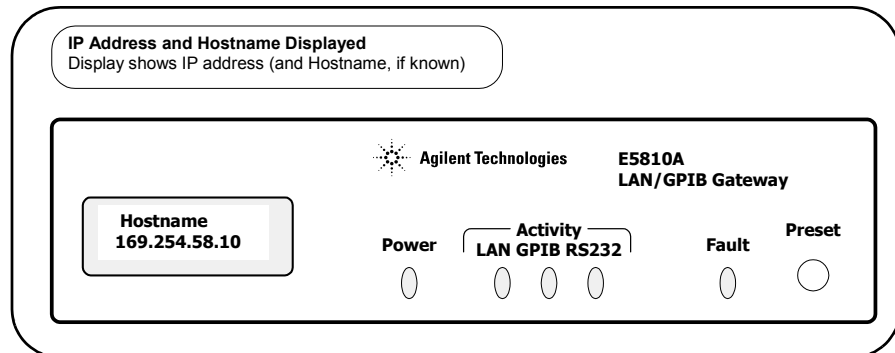 IP Address and Hostname Displayed
Display shows IP address (and Hostname, if known)
Agilent Technologies
E5810A
LAN/GPIB Gateway
Hostname
169.254.58.10
Power
Activity
LAN GPIB RS232
Fault
Preset